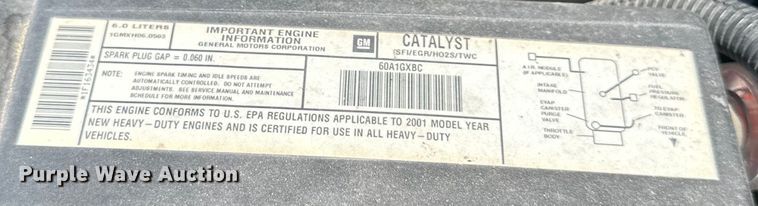 6.0 LITERS
1GMXH06.0503
IMPORTANT ENGINE
INFORMATION
GENERAL MOTORS CORPORATION
GM
CATALYST
(SFI/EGR/HO2S/TWC
SPARK PLUG GAP = 0.060 IN.
60A1GXBC
NOTE: ENGINE SPARK TIMING AND IDLE SPEEDS ARE
AUTOMATICALLY CONTROLLED. DO NOT ATTEMPT
ADJUSTMENTS. SEE SERVICE MANUAL AND MAINTENANCE
SCHEDULE FOR MORE INFORMATION.
THIS ENGINE CONFORMS TO U.S. EPA REGULATIONS APPLICABLE TO 2001 MODEL YEAR
NEW HEAVY-DUTY ENGINES AND IS CERTIFIED FOR USE IN ALL HEAVY-DUTY
VEHICLES.
A.I.R. MODULE
(IF APPLICABLE)
INTAKE
MANIFOLD
EVAP
CANISTER
PURGE
VALVE
THROTTLE
BODY
PCV
VALVE
FUEL
PRESSURE
REGULATOR
TO EVAP
CANISTER
FRONT OF
VEHICLE
Purple Wave Auction